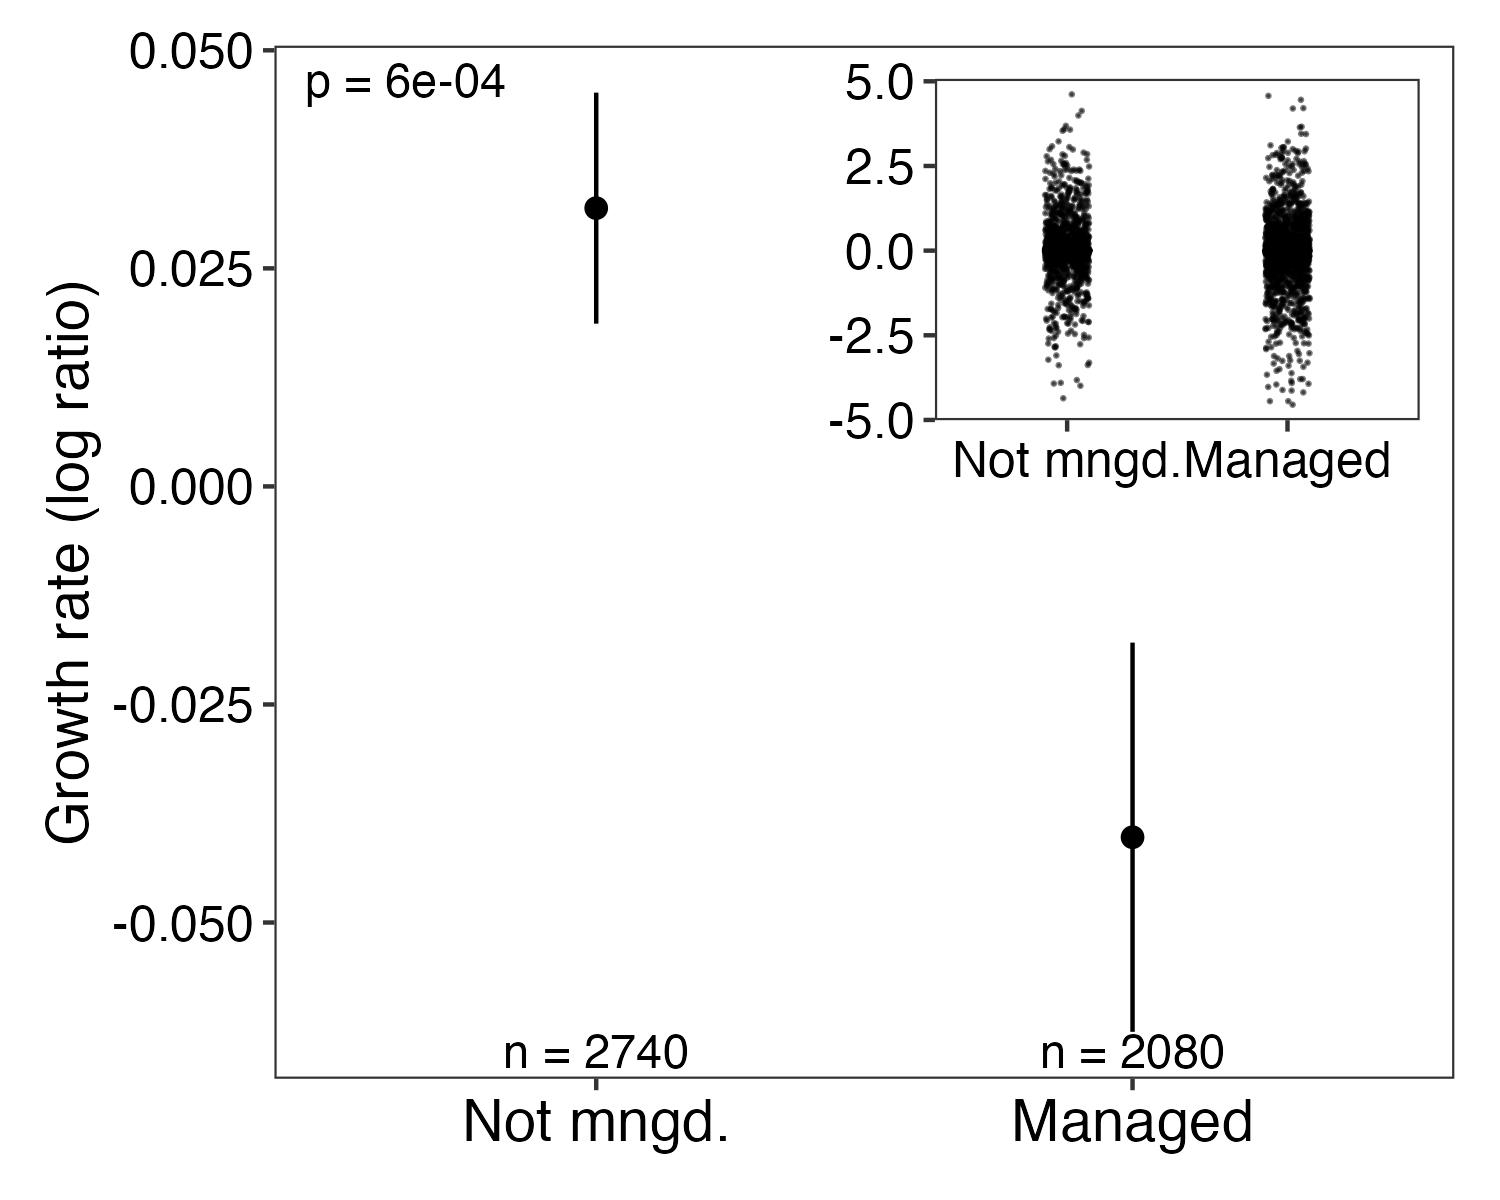 Growth rate (log ratio)
0.050
0.025
0.000
-0.025
-0.050
p = 6e-04
5.0
2.5
0.0
-2.5
-5.0
Not mngd.
Managed
n = 2740
n = 2080
Not mngd.
Managed